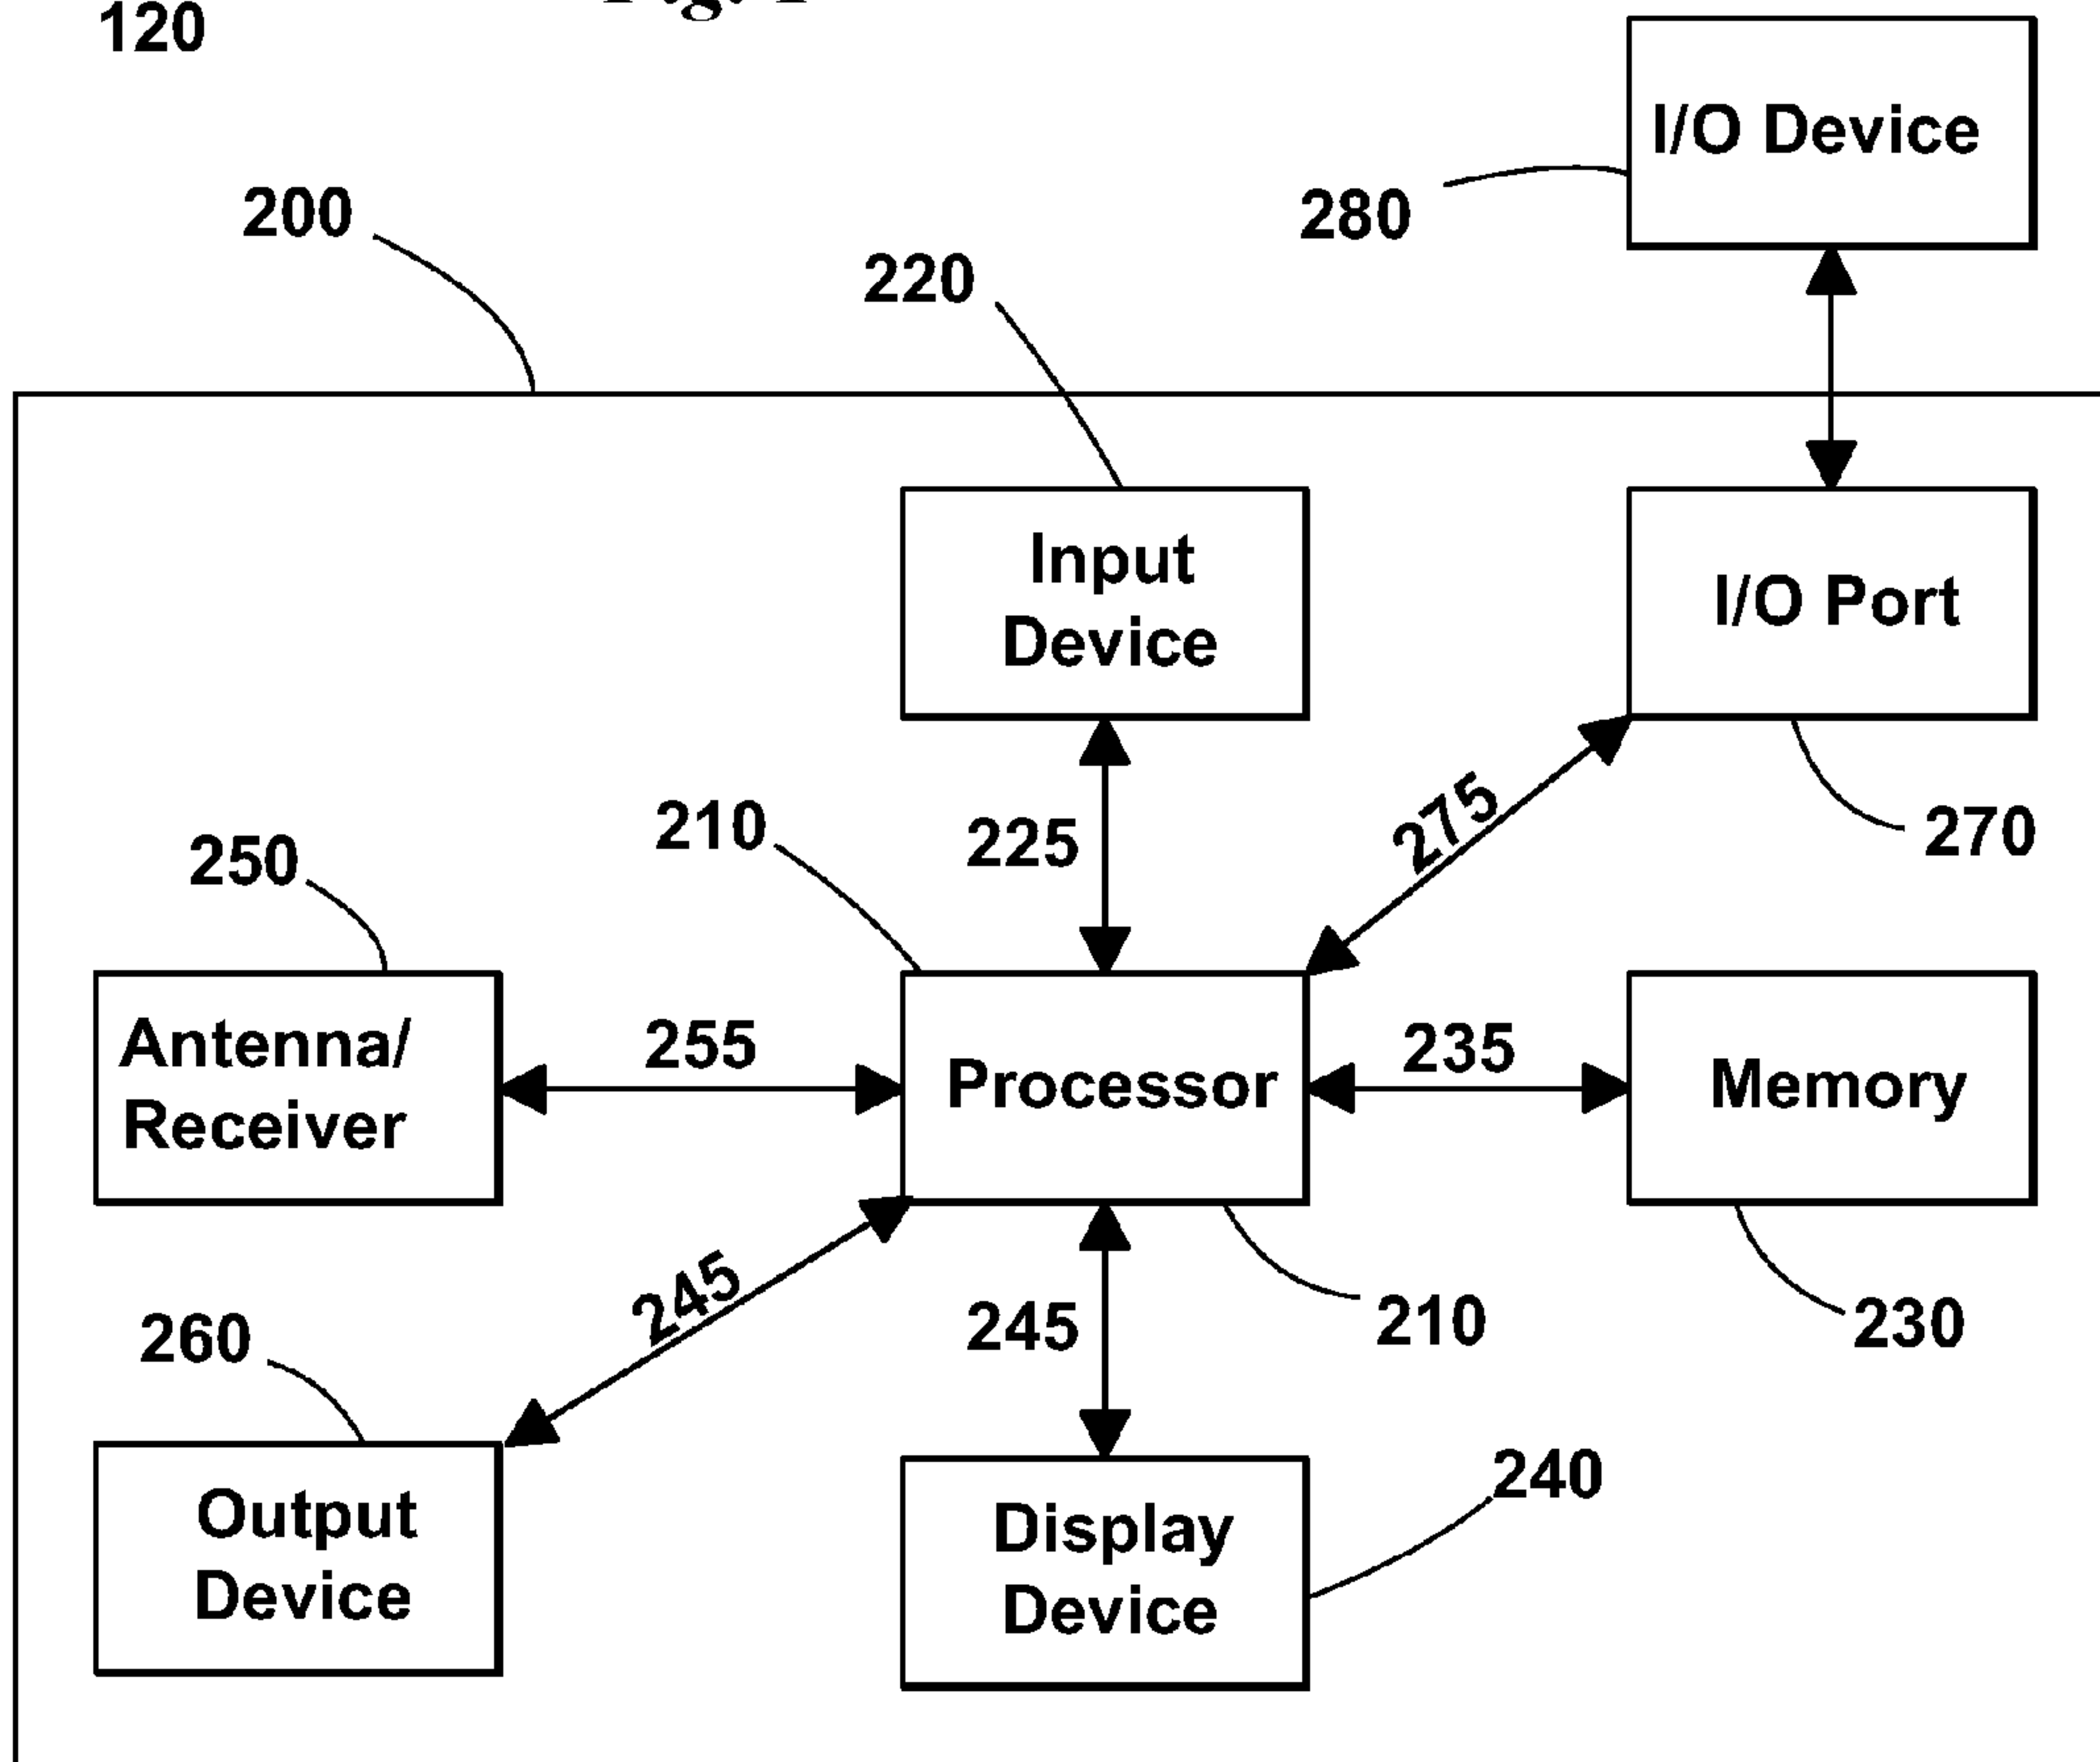 120
I/O Device
280
200
220
Input
Device
I/O Port
270
210
225
275
250
Antenna/
Receiver
255
Processor
235
Memory
245
245
210
230
260
Output
Device
Display
Device
240